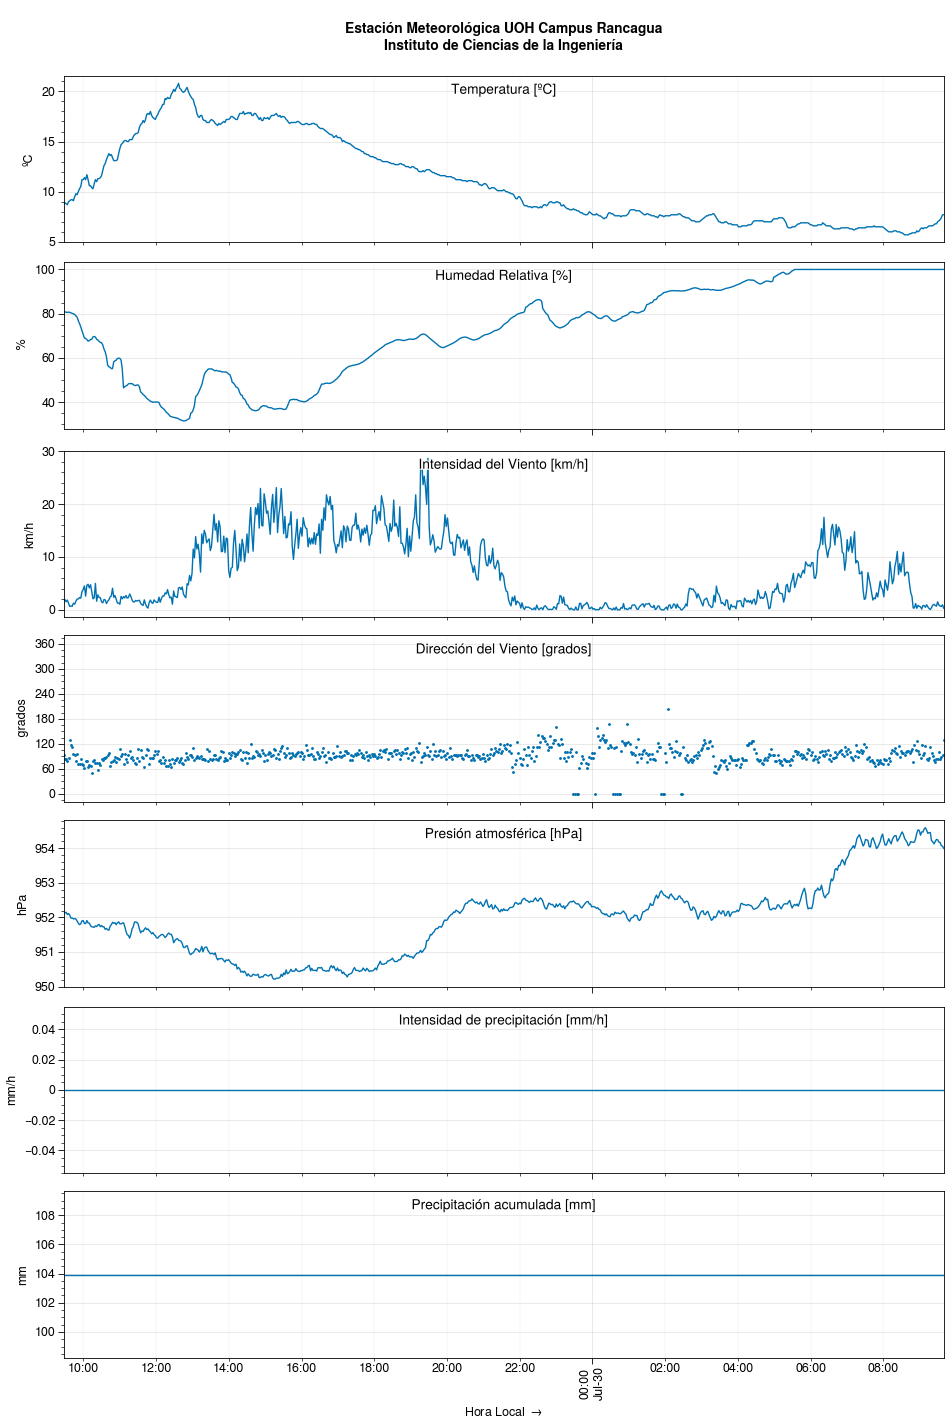 Estación Meteorológica UOH Campus Rancagua
Instituto de Ciencias de la Ingeniería
Temperatura [ºC]
ºC
20
15
10
5
Humedad Relativa [%]
%
100
80
60
40
Intensidad del Viento [km/h]
km/h
30
20
10
0
Dirección del Viento [grados]
grados
360
300
240
180
120
60
0
Presión atmosférica [hPa]
hPa
954
953
952
951
950
Intensidad de precipitación [mm/h]
mm/h
0.04
0.02
0
−0.02
−0.04
Precipitación acumulada [mm]
mm
108
106
104
102
100
10:00 12:00 14:00 16:00 18:00 20:00 22:00 00:00 02:00 04:00 06:00 08:00
Jul-30
Hora Local →